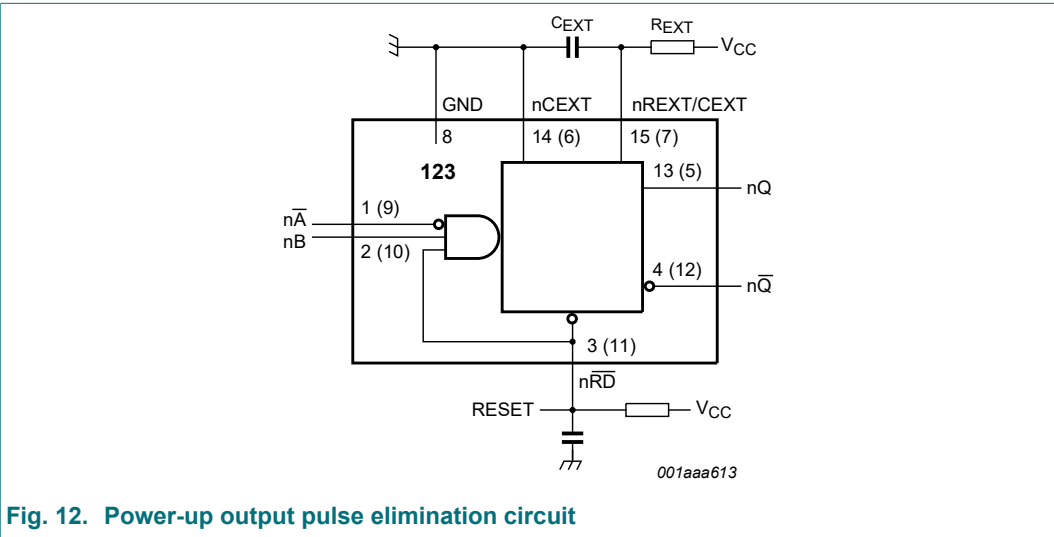 CEXT
REXT
VCC
GND
nCEXT
nREXT/CEXT
8
14 (6)
15 (7)
123
13 (5)
nQ
1 (9)
nA̅
nB
2 (10)
4 (12)
nQ̅
3 (11)
nR̅D̅
RESET
VCC
001aaa613
Fig. 12. Power-up output pulse elimination circuit